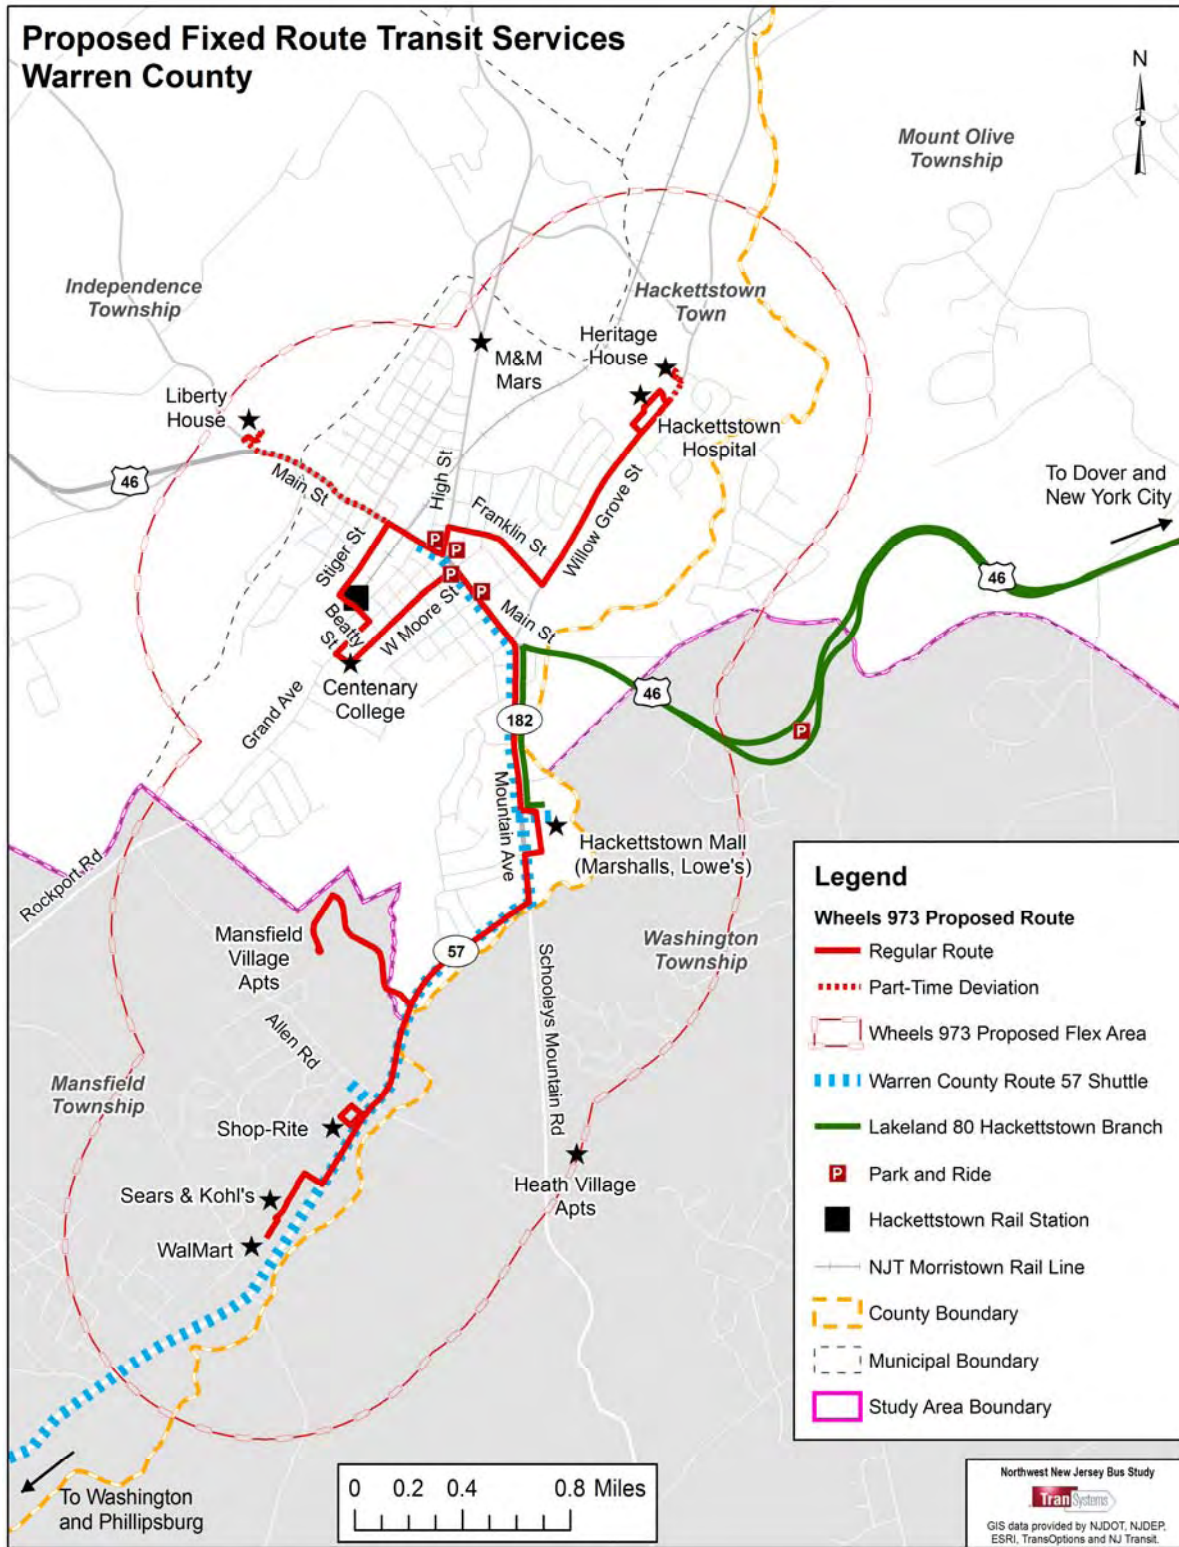 Proposed Fixed Route Transit Services
Warren County
N
Mount Olive
Township
Independence
Township
Hackettstown
Town
Heritage
House
M&M
Mars
Liberty
House
Hackettstown
Hospital
46
Main St
High St
Franklin St
Willow Grove St
To Dover and
New York City
46
Stiger St
P
P
P
P
Main St
Beatty
St
W Moore St
Centenary
College
Grand Ave
46
182
P
Mountain Ave
Hackettstown Mall
(Marshalls, Lowe's)
Rockport Rd
Mansfield
Village
Apts
57
Washington
Township
Schooleys Mountain Rd
Allen Rd
Mansfield
Township
Shop-Rite
Sears & Kohl's
WalMart
Heath Village
Apts
To Washington
and Phillipsburg
0 0.2 0.4 0.8 Miles
Legend
Wheels 973 Proposed Route
Regular Route
Part-Time Deviation
Wheels 973 Proposed Flex Area
Warren County Route 57 Shuttle
Lakeland 80 Hackettstown Branch
P Park and Ride
Hackettstown Rail Station
NJT Morristown Rail Line
County Boundary
Municipal Boundary
Study Area Boundary
Northwest New Jersey Bus Study
TranSystems
GIS data provided by NJDOT, NJDEP,
ESRI, TransOptions and NJ Transit.